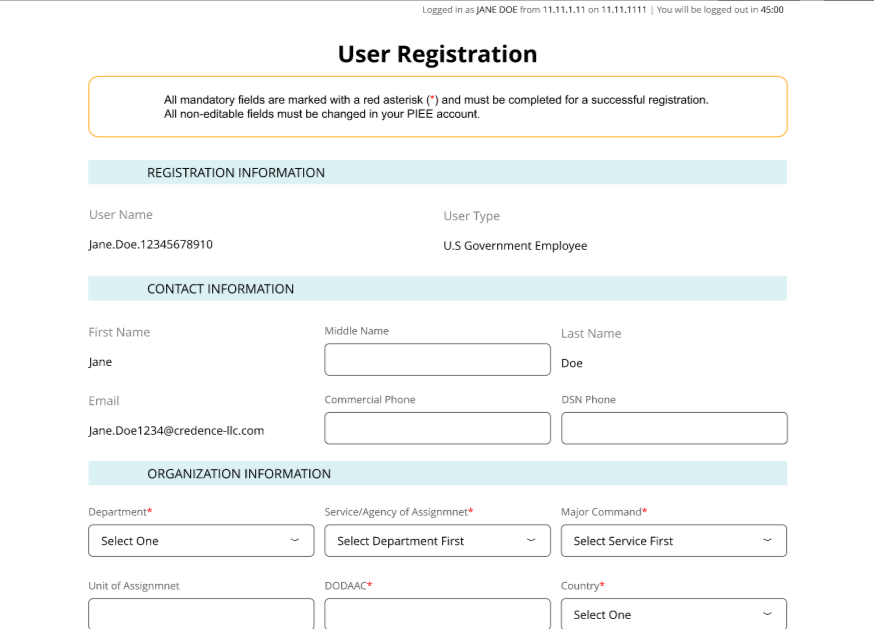 Logged in as JANE DOE from 11.11.1.11 on 11.11.1111 | You will be logged out in 45:00
User Registration
All mandatory fields are marked with a red asterisk (*) and must be completed for a successful registration.
All non-editable fields must be changed in your PIEE account.
REGISTRATION INFORMATION
User Name
User Type
Jane.Doe.12345678910
U.S Government Employee
CONTACT INFORMATION
First Name
Middle Name
Last Name
Jane
Doe
Email
Commercial Phone
DSN Phone
Jane.Doe1234@credence-llc.com
ORGANIZATION INFORMATION
Department*
Service/Agency of Assignmnet*
Major Command*
Select One
Select Department First
Select Service First
Unit of Assignmnet
DODAAC*
Country*
Select One